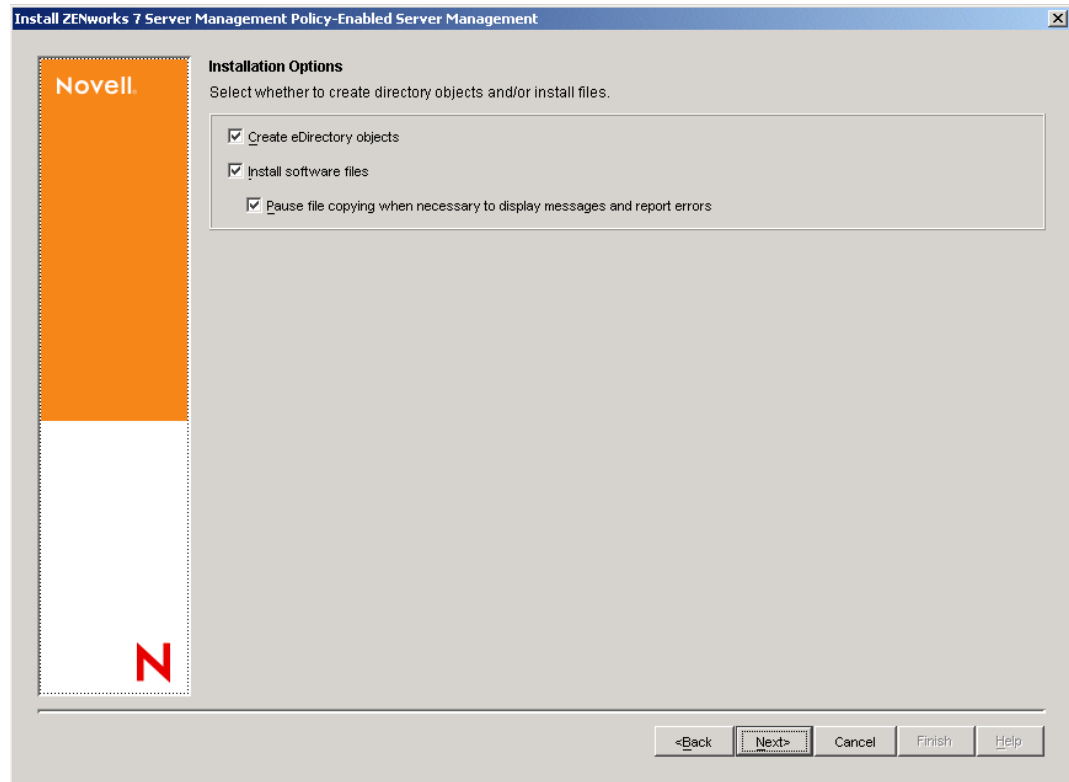 Install ZENworks 7 Server Management Policy-Enabled Server Management
Novell.
Installation Options
Select whether to create directory objects and/or install files.
Create eDirectory objects
Install software files
Pause file copying when necessary to display messages and report errors
N
<Back
Next>
Cancel
Finish
Help